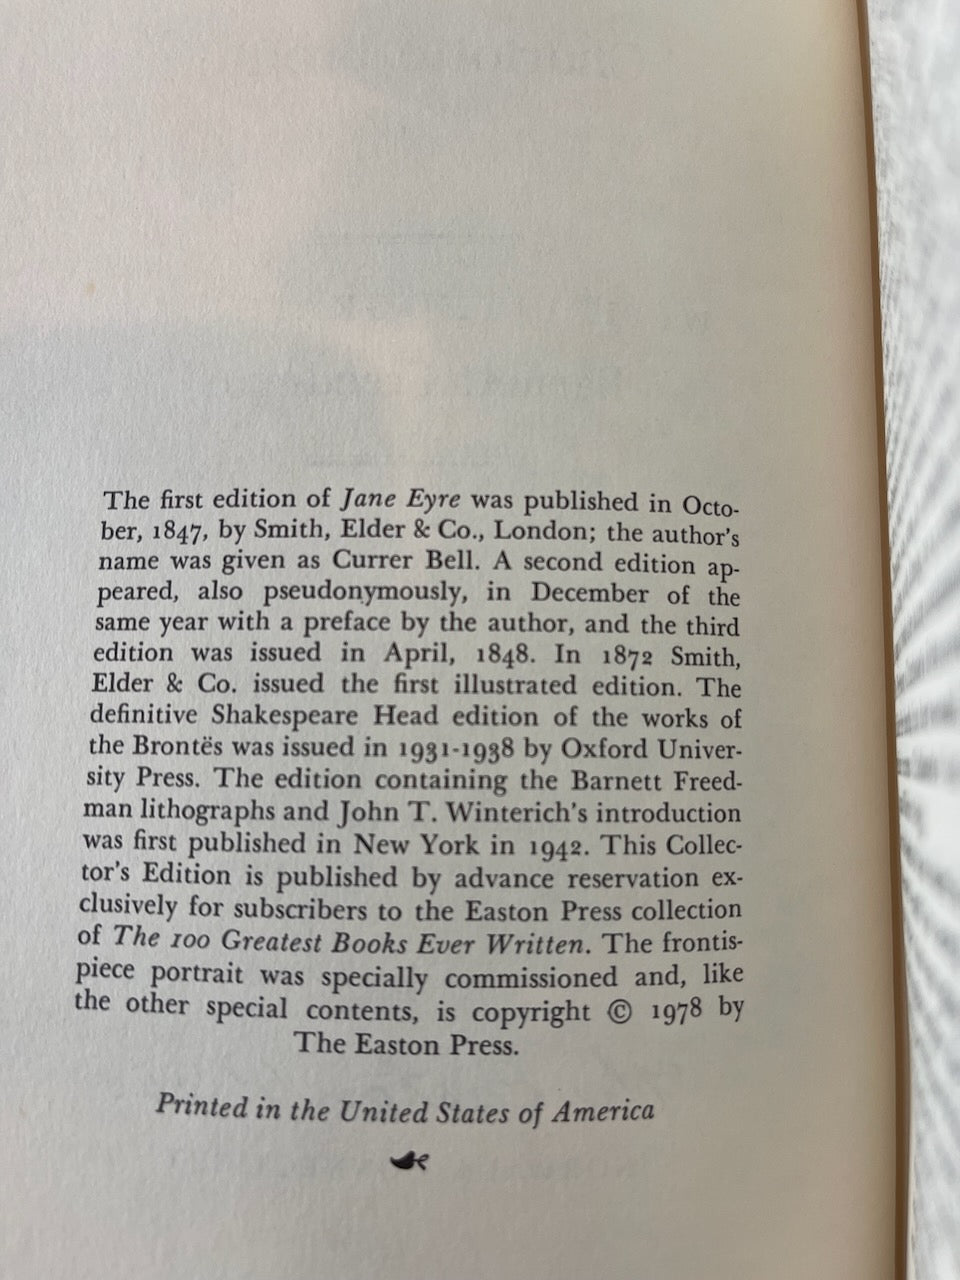 The first edition of Jane Eyre was published in Octo-
ber, 1847, by Smith, Elder & Co., London; the author's
name was given as Currer Bell. A second edition ap-
peared, also pseudonymously, in December of the
same year with a preface by the author, and the third
edition was issued in April, 1848. In 1872 Smith,
Elder & Co. issued the first illustrated edition. The
definitive Shakespeare Head edition of the works of
the Brontës was issued in 1931-1938 by Oxford Univer-
sity Press. The edition containing the Barnett Freed-
man lithographs and John T. Winterich's introduction
was first published in New York in 1942. This Collec-
tor's Edition is published by advance reservation ex-
clusively for subscribers to the Easton Press collection
of The 100 Greatest Books Ever Written. The frontis-
piece portrait was specially commissioned and, like
the other special contents, is copyright © 1978 by
The Easton Press.
Printed in the United States of America